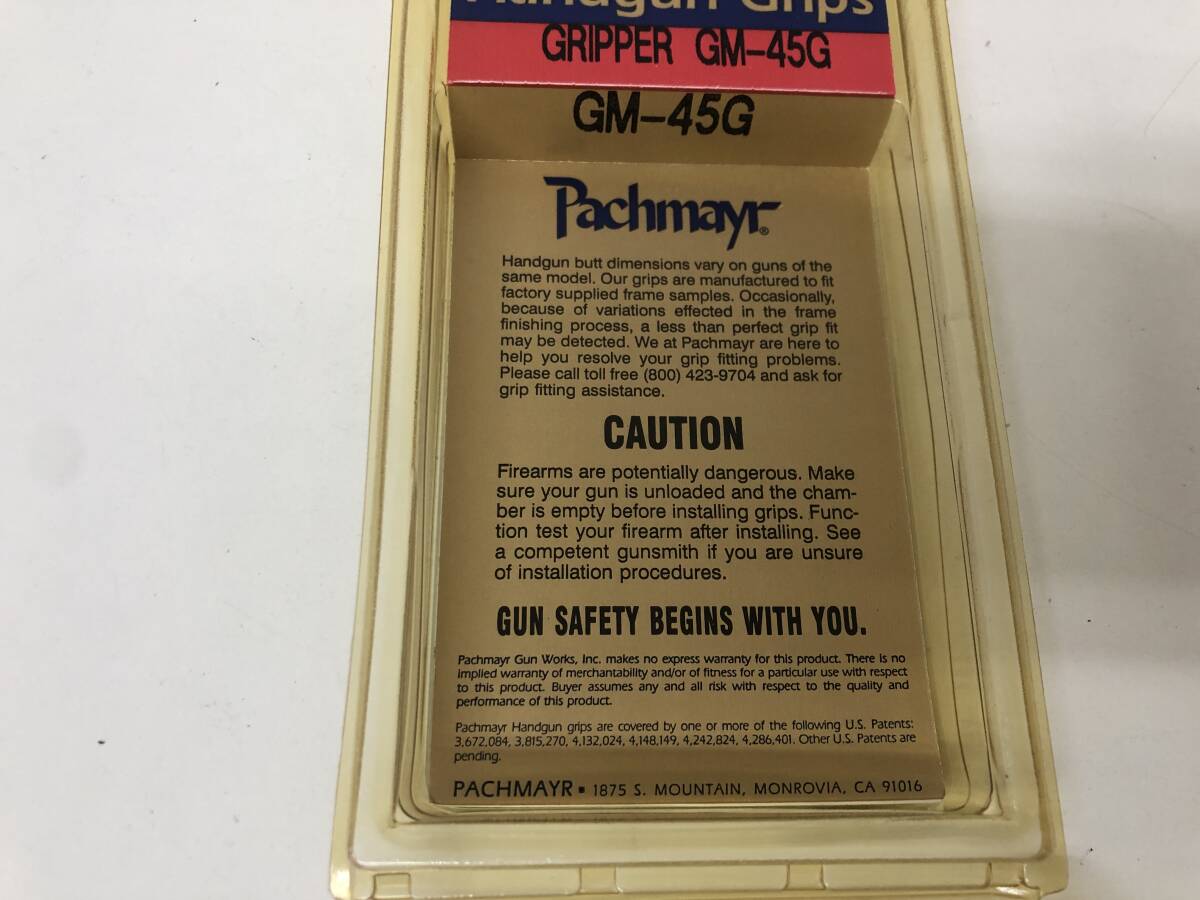 Handgun Grips
GRIPPER GM-45G
GM-45G
Pachmayr®
Handgun butt dimensions vary on guns of the
same model. Our grips are manufactured to fit
factory supplied frame samples. Occasionally,
because of variations effected in the frame
finishing process, a less than perfect grip fit
may be detected. We at Pachmayr are here to
help you resolve your grip fitting problems.
Please call toll free (800) 423-9704 and ask for
grip fitting assistance.
CAUTION
Firearms are potentially dangerous. Make
sure your gun is unloaded and the cham-
ber is empty before installing grips. Func-
tion test your firearm after installing. See
a competent gunsmith if you are unsure
of installation procedures.
GUN SAFETY BEGINS WITH YOU.
Pachmayr Gun Works, Inc. makes no express warranty for this product. There is no
implied warranty of merchantability and/or of fitness for a particular use with respect
to this product. Buyer assumes any and all risk with respect to the quality and
performance of this product.
Pachmayr Handgun grips are covered by one or more of the following U.S. Patents:
3,672,084, 3,815,270, 4,132,024, 4,148,149, 4,242,824, 4,286,401. Other U.S. Patents are
pending.
PACHMAYR ▪ 1875 S. MOUNTAIN, MONROVIA, CA 91016